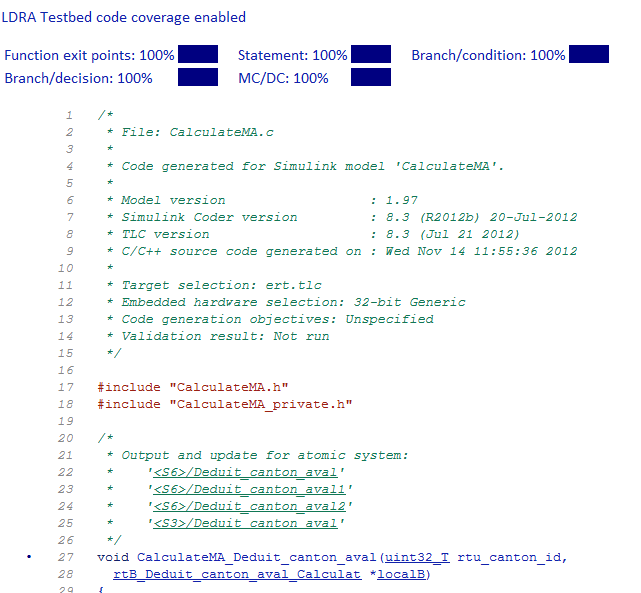 LDRA Testbed code coverage enabled
Function exit points: 100% Statement: 100% Branch/condition: 100%
Branch/decision: 100% MC/DC: 100%
1 /*
2 * File: CalculateMA.c
3 *
4 * Code generated for Simulink model 'CalculateMA'.
5 *
6 * Model version : 1.97
7 * Simulink Coder version : 8.3 (R2012b) 20-Jul-2012
8 * TLC version : 8.3 (Jul 21 2012)
9 * C/C++ source code generated on : Wed Nov 14 11:55:36 2012
10 *
11 * Target selection: ert.tlc
12 * Embedded hardware selection: 32-bit Generic
13 * Code generation objectives: Unspecified
14 * Validation result: Not run
15 */
16
17 #include "CalculateMA.h"
18 #include "CalculateMA_private.h"
19
20 /*
21 * Output and update for atomic system:
22 * '<S6>/Deduit_canton_aval'
23 * '<S6>/Deduit_canton_aval1'
24 * '<S6>/Deduit_canton_aval2'
25 * '<S3>/Deduit_canton_aval'
26 */
27 void CalculateMA_Deduit_canton_aval(uint32_T rtu_canton_id,
28 rtB_Deduit_canton_aval_Calculat *localB)
29 {